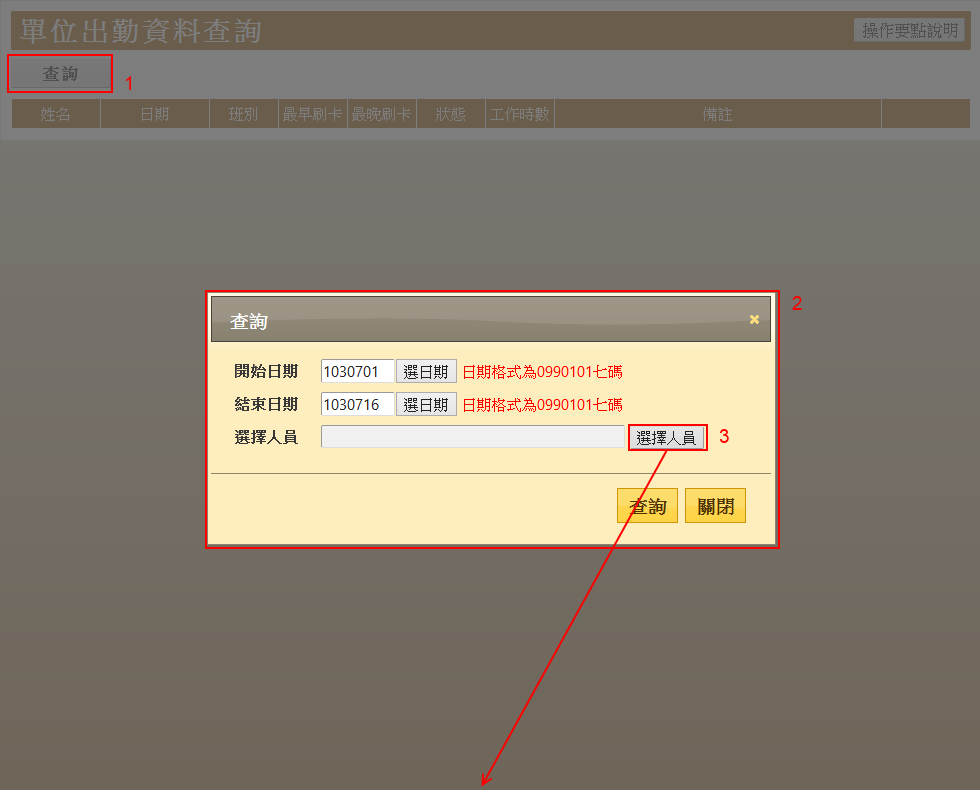 單位出勤資料查詢 操作要點說明
查詢 1
姓名 日期 班別 最早刷卡 最晚刷卡 狀態 工作時數 備註
2
查詢 ×
開始日期 1030701 選日期 日期格式為0990101七碼
結束日期 1030716 選日期 日期格式為0990101七碼
選擇人員 選擇人員 3
查詢 關閉